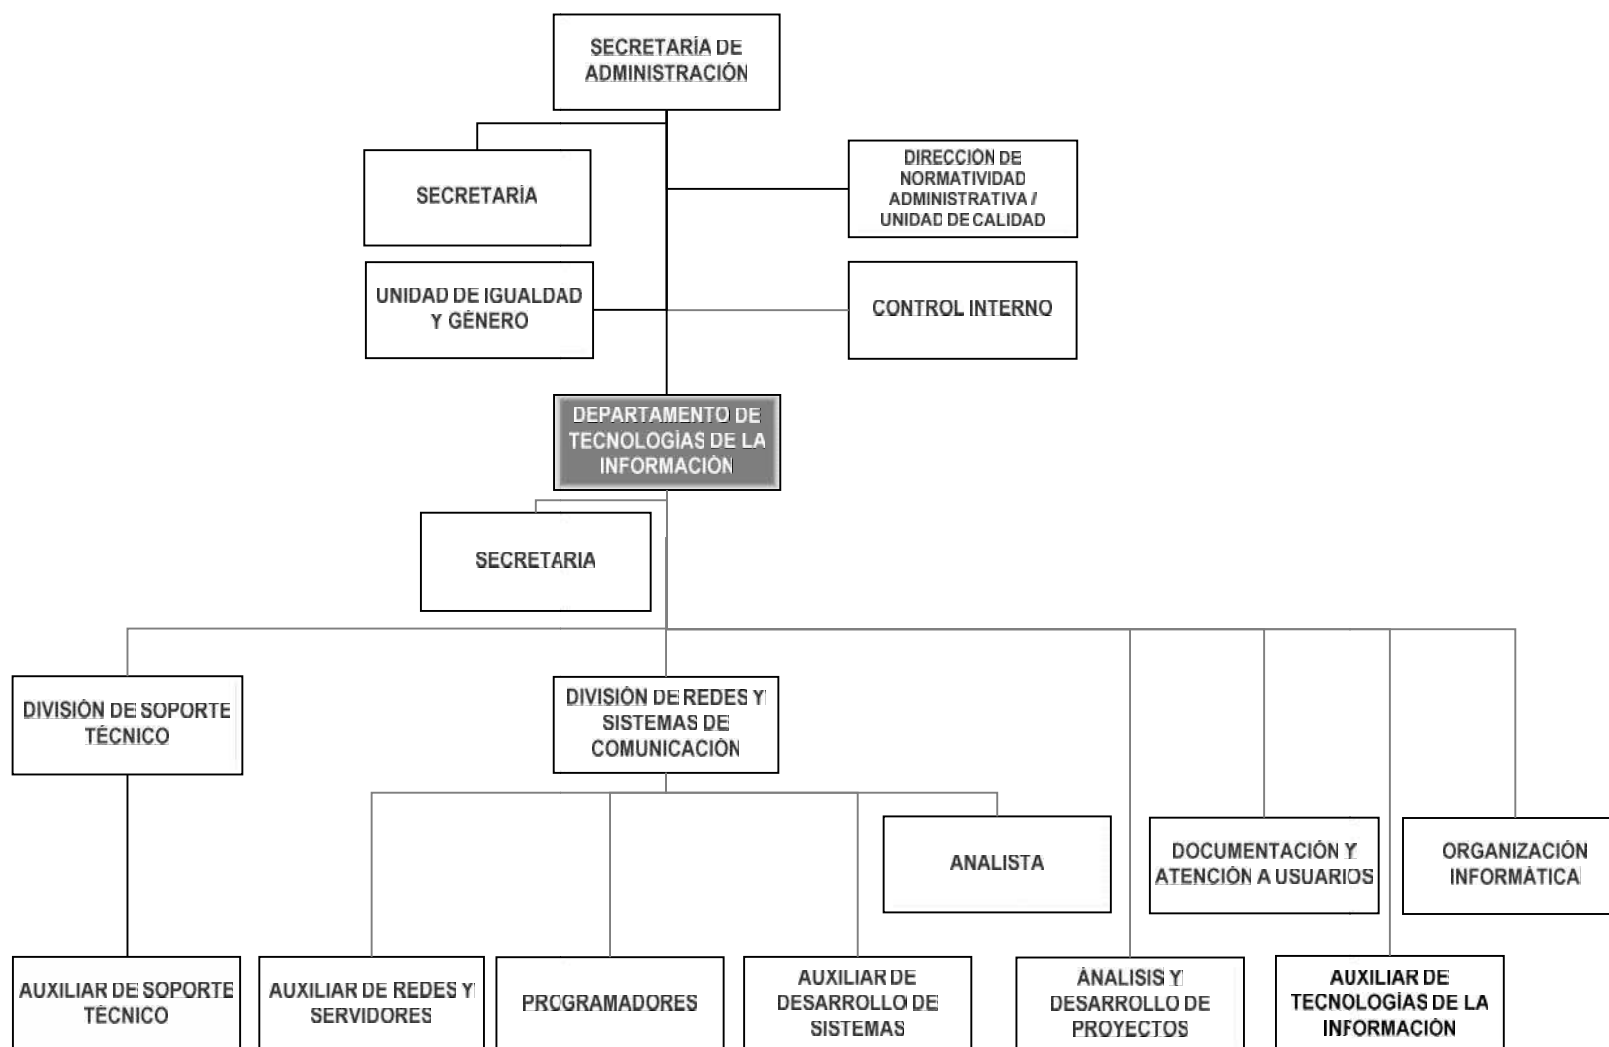 SECRETARÍA DE
ADMINISTRACIÓN
SECRETARÍA
DIRECCIÓN DE
NORMATIVIDAD
ADMINISTRATIVA /
UNIDAD DE CALIDAD
UNIDAD DE IGUALDAD
Y GÉNERO
CONTROL INTERNO
DEPARTAMENTO DE
TECNOLOGÍAS DE LA
INFORMACIÓN
SECRETARIA
DIVISIÓN DE SOPORTE
TÉCNICO
DIVISIÓN DE REDES Y
SISTEMAS DE
COMUNICACIÓN
ANALISTA
DOCUMENTACIÓN Y
ATENCIÓN A USUARIOS
ORGANIZACIÓN
INFORMÁTICA
AUXILIAR DE SOPORTE
TÉCNICO
AUXILIAR DE REDES Y
SERVIDORES
PROGRAMADORES
AUXILIAR DE
DESARROLLO DE
SISTEMAS
ÁNALISIS Y
DESARROLLO DE
PROYECTOS
AUXILIAR DE
TECNOLOGÍAS DE LA
INFORMACIÓN